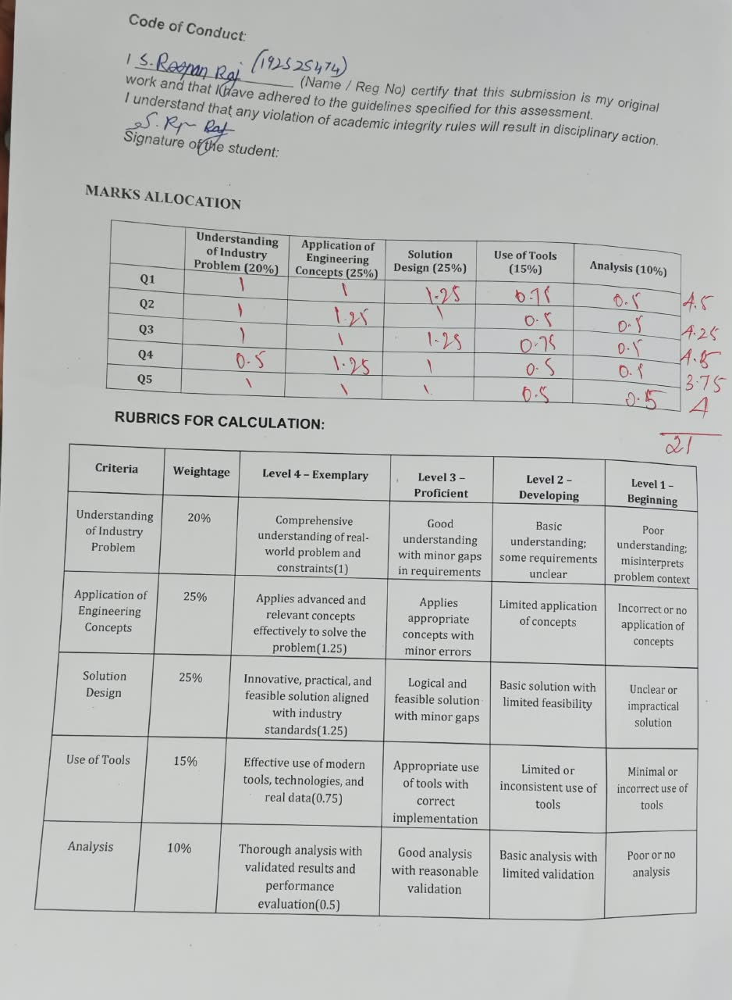 Code of Conduct:
I S. Rospan Raj (192525474)
(Name / Reg No) certify that this submission is my original
work and that I have adhered to the guidelines specified for this assessment.
I understand that any violation of academic integrity rules will result in disciplinary action.
S. R Raj
Signature of the student:
MARKS ALLOCATION
Understanding of Industry Problem (20%) Application of Engineering Concepts (25%) Solution Design (25%) Use of Tools (15%) Analysis (10%)
Q1 1 1 1.25 0.75 0.5 4.5
Q2 1 1.25 1 0.5 0.5 4.25
Q3 1 1 1.25 0.75 0.5 4.5
Q4 0.5 1.25 1 0.5 0.5 3.75
Q5 1 1 1 0.5 0.5 4
21
RUBRICS FOR CALCULATION:
Criteria Weightage Level 4 – Exemplary Level 3 – Proficient Level 2 – Developing Level 1 – Beginning
Understanding of Industry Problem 20% Comprehensive understanding of real-world problem and constraints(1) Good understanding with minor gaps in requirements Basic understanding; some requirements unclear Poor understanding; misinterprets problem context
Application of Engineering Concepts 25% Applies advanced and relevant concepts effectively to solve the problem(1.25) Applies appropriate concepts with minor errors Limited application of concepts Incorrect or no application of concepts
Solution Design 25% Innovative, practical, and feasible solution aligned with industry standards(1.25) Logical and feasible solution with minor gaps Basic solution with limited feasibility Unclear or impractical solution
Use of Tools 15% Effective use of modern tools, technologies, and real data(0.75) Appropriate use of tools with correct implementation Limited or inconsistent use of tools Minimal or incorrect use of tools
Analysis 10% Thorough analysis with validated results and performance evaluation(0.5) Good analysis with reasonable validation Basic analysis with limited validation Poor or no analysis